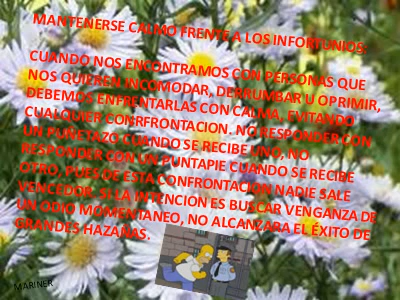 MANTENERSE CALMO FRENTE A LOS INFORTUNIOS:
CUANDO NOS ENCONTRAMOS CON PERSONAS QUE
NOS QUIEREN INCOMODAR, DERRUMBAR U OPRIMIR,
DEBEMOS ENFRENTARLAS CON CALMA, EVITANDO
CUALQUIER CONRFRONTACION. NO RESPONDER CON
UN PUÑETAZO CUANDO SE RECIBE UNO, NO
RESPONDER CON UN PUNTAPIE CUANDO SE RECIBE
OTRO, PUES DE ESTA CONFRONTACION NADIE SALE
VENCEDOR. SI LA INTENCION ES BUSCAR VENGANZA DE
UN ODIO MOMENTANEO, NO ALCANZARA EL ÉXITO DE
GRANDES HAZAÑAS.
MARINER